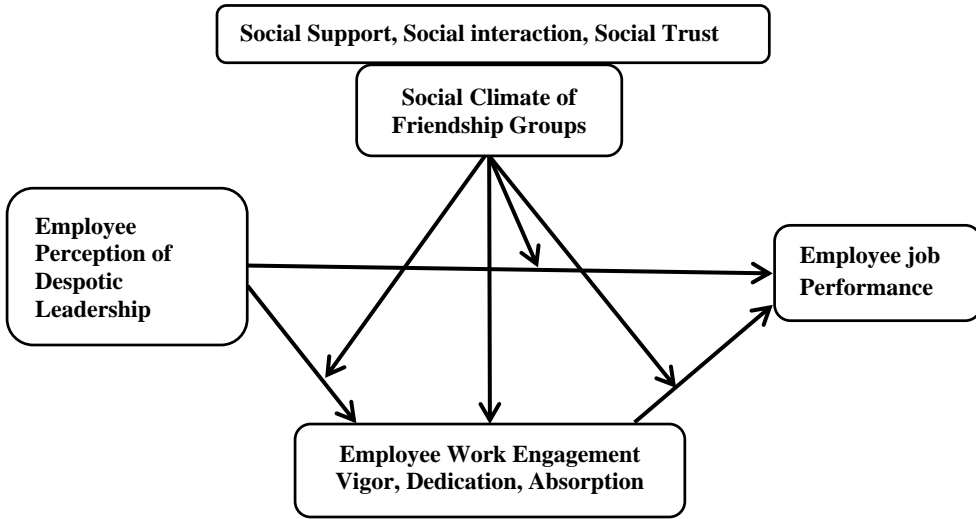 Social Support, Social interaction, Social Trust
Social Climate of
Friendship Groups
Employee
Perception of
Despotic
Leadership
Employee job
Performance
Employee Work Engagement
Vigor, Dedication, Absorption